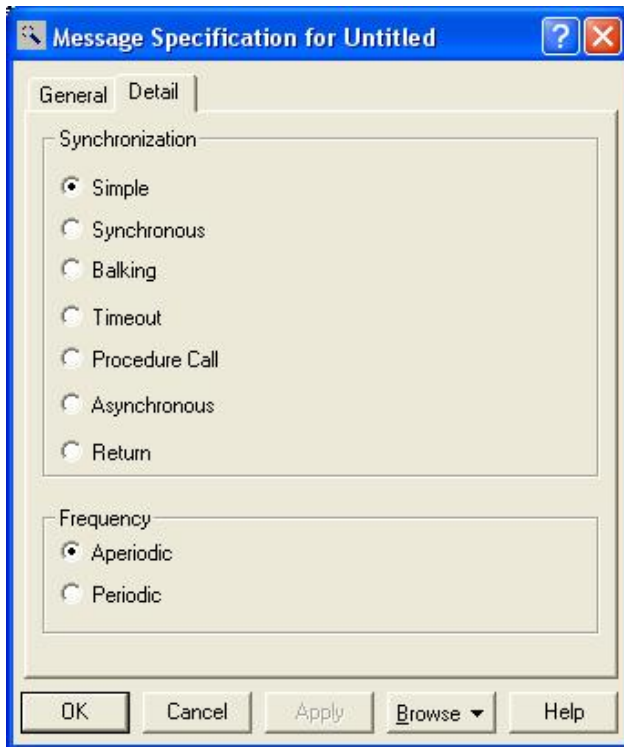 Message Specification for Untitled
General Detail
Synchronization
Simple
Synchronous
Balking
Timeout
Procedure Call
Asynchronous
Return
Frequency
Aperiodic
Periodic
OK Cancel Apply Browse Help